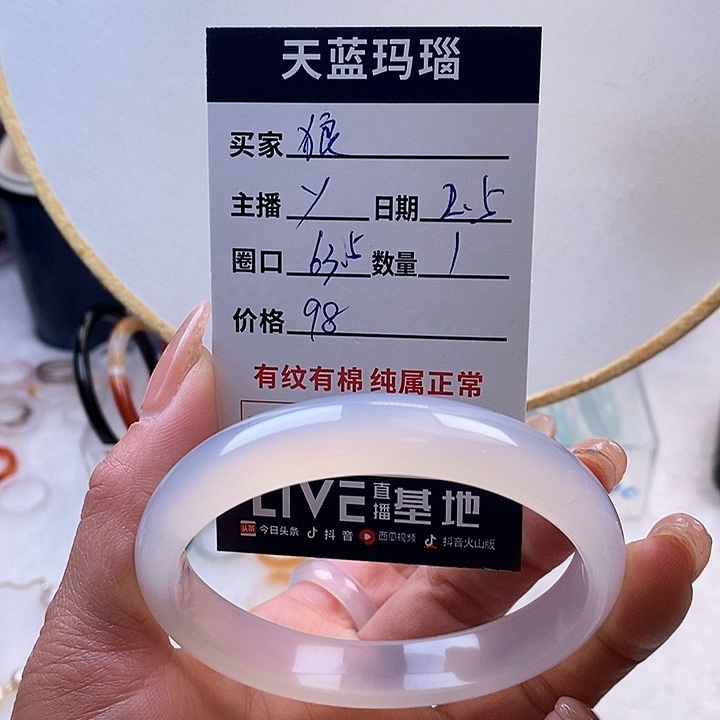 天蓝玛瑙
买家 狼
主播 y 日期 2.5
圈口 63.5 数量 1
价格 98
有纹有棉 纯属正常
LIVE 直播 基地
今日头条 抖音 西瓜视频 抖音火山版